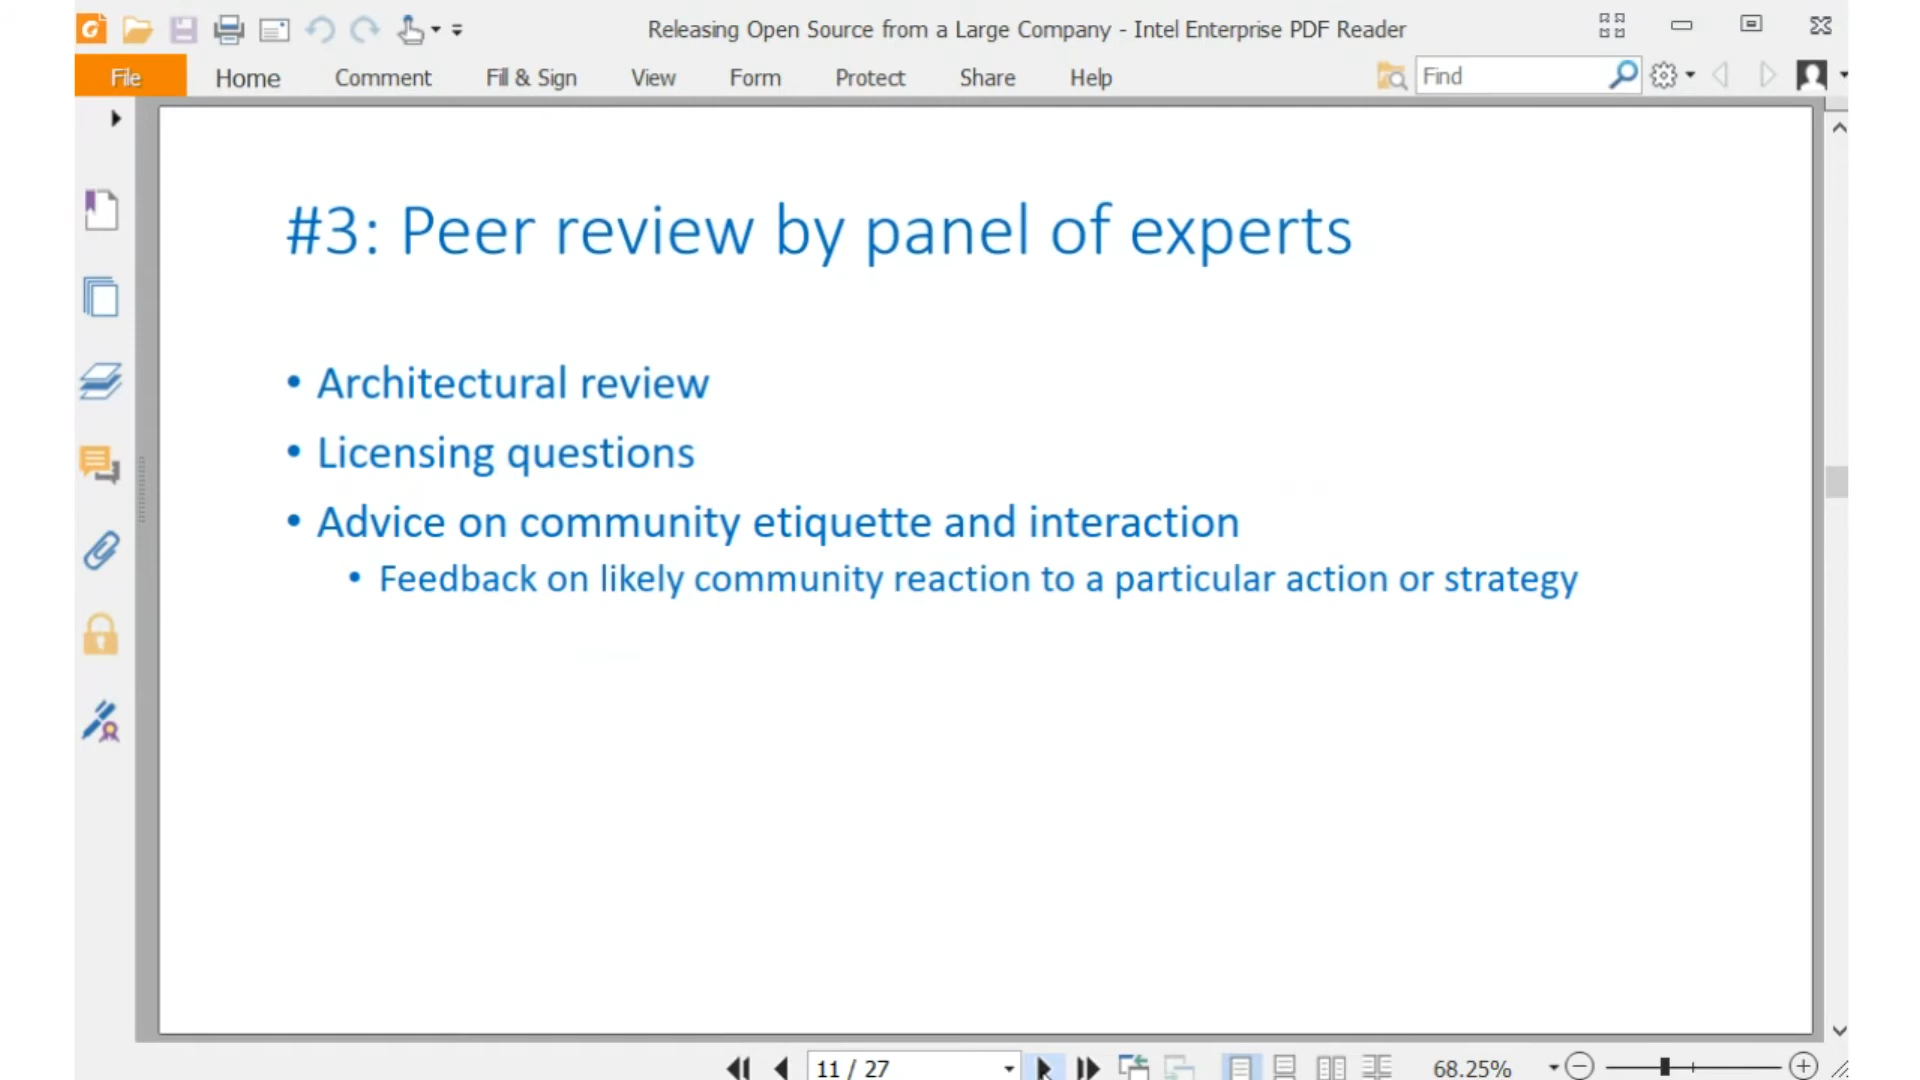 Releasing Open Source from a Large Company - Intel Enterprise PDF Reader
File Home Comment Fill & Sign View Form Protect Share Help Find
#3: Peer review by panel of experts
• Architectural review
• Licensing questions
• Advice on community etiquette and interaction
• Feedback on likely community reaction to a particular action or strategy
11 / 27 68.25%